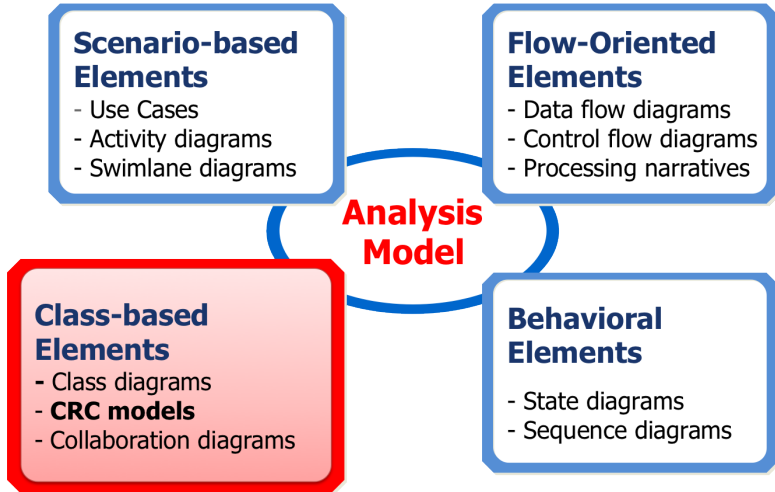 Scenario-based
Elements
- Use Cases
- Activity diagrams
- Swimlane diagrams
Flow-Oriented
Elements
- Data flow diagrams
- Control flow diagrams
- Processing narratives
Analysis
Model
Class-based
Elements
- Class diagrams
- CRC models
- Collaboration diagrams
Behavioral
Elements
- State diagrams
- Sequence diagrams